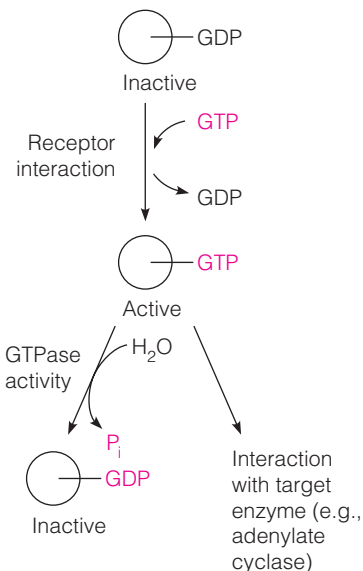 GDP
Inactive
Receptor
interaction
GTP
GDP
GTP
Active
GTPase
activity
H₂O
Pᵢ
GDP
Inactive
Interaction
with target
enzyme (e.g.,
adenylate
cyclase)